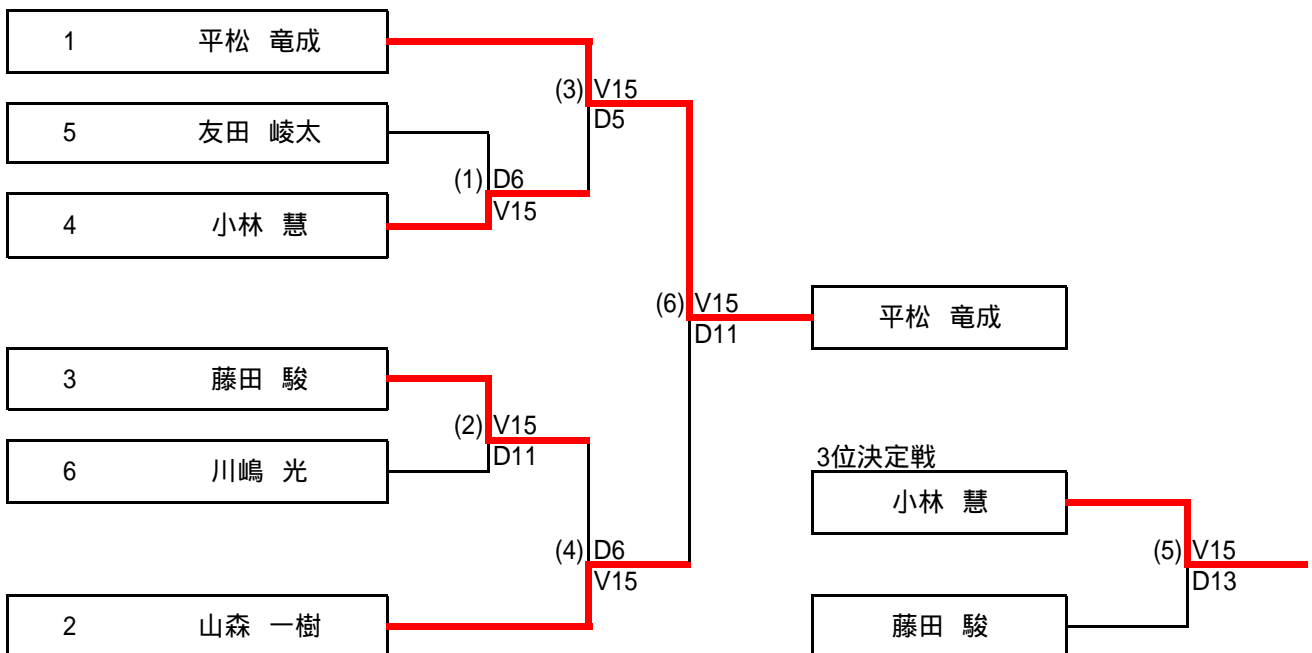 1 平松 竜成
(3) V15
D5
5 友田 崚太
(1) D6
V15
4 小林 慧
(6) V15
D11
平松 竜成
3 藤田 駿
(2) V15
D11
6 川嶋 光
3位決定戦
小林 慧
(4) D6
V15
(5) V15
D13
2 山森 一樹
藤田 駿